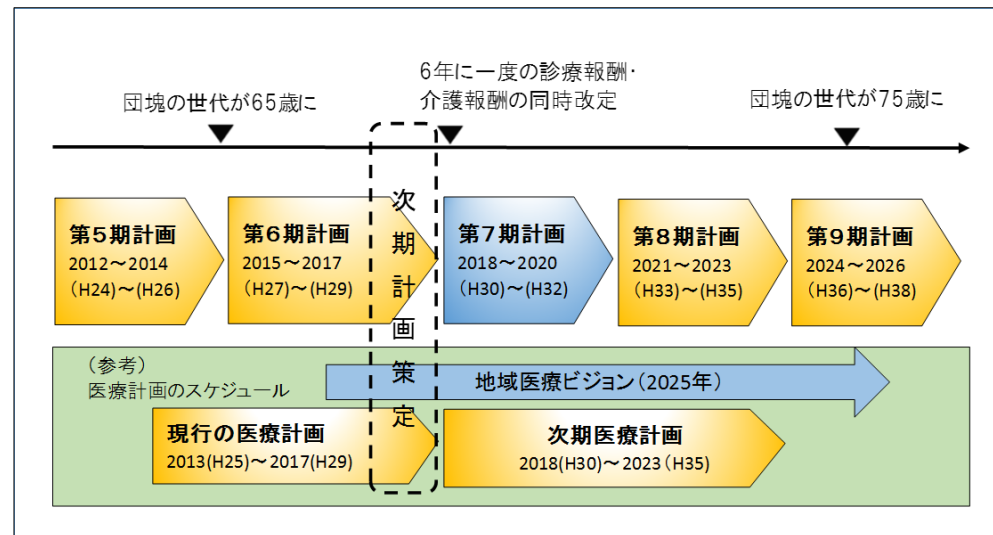 団塊の世代が65歳に
6年に一度の診療報酬・
介護報酬の同時改定
団塊の世代が75歳に
次期計画策定
第5期計画
2012～2014
（H24)～(H26)
第6期計画
2015～2017
（H27)～(H29)
第7期計画
2018～2020
（H30)～(H32)
第8期計画
2021～2023
（H33)～(H35)
第9期計画
2024～2026
（H36)～(H38)
（参考）
医療計画のスケジュール
地域医療ビジョン（2025年）
現行の医療計画
2013(H25)～2017(H29)
次期医療計画
2018(H30)～2023（H35)